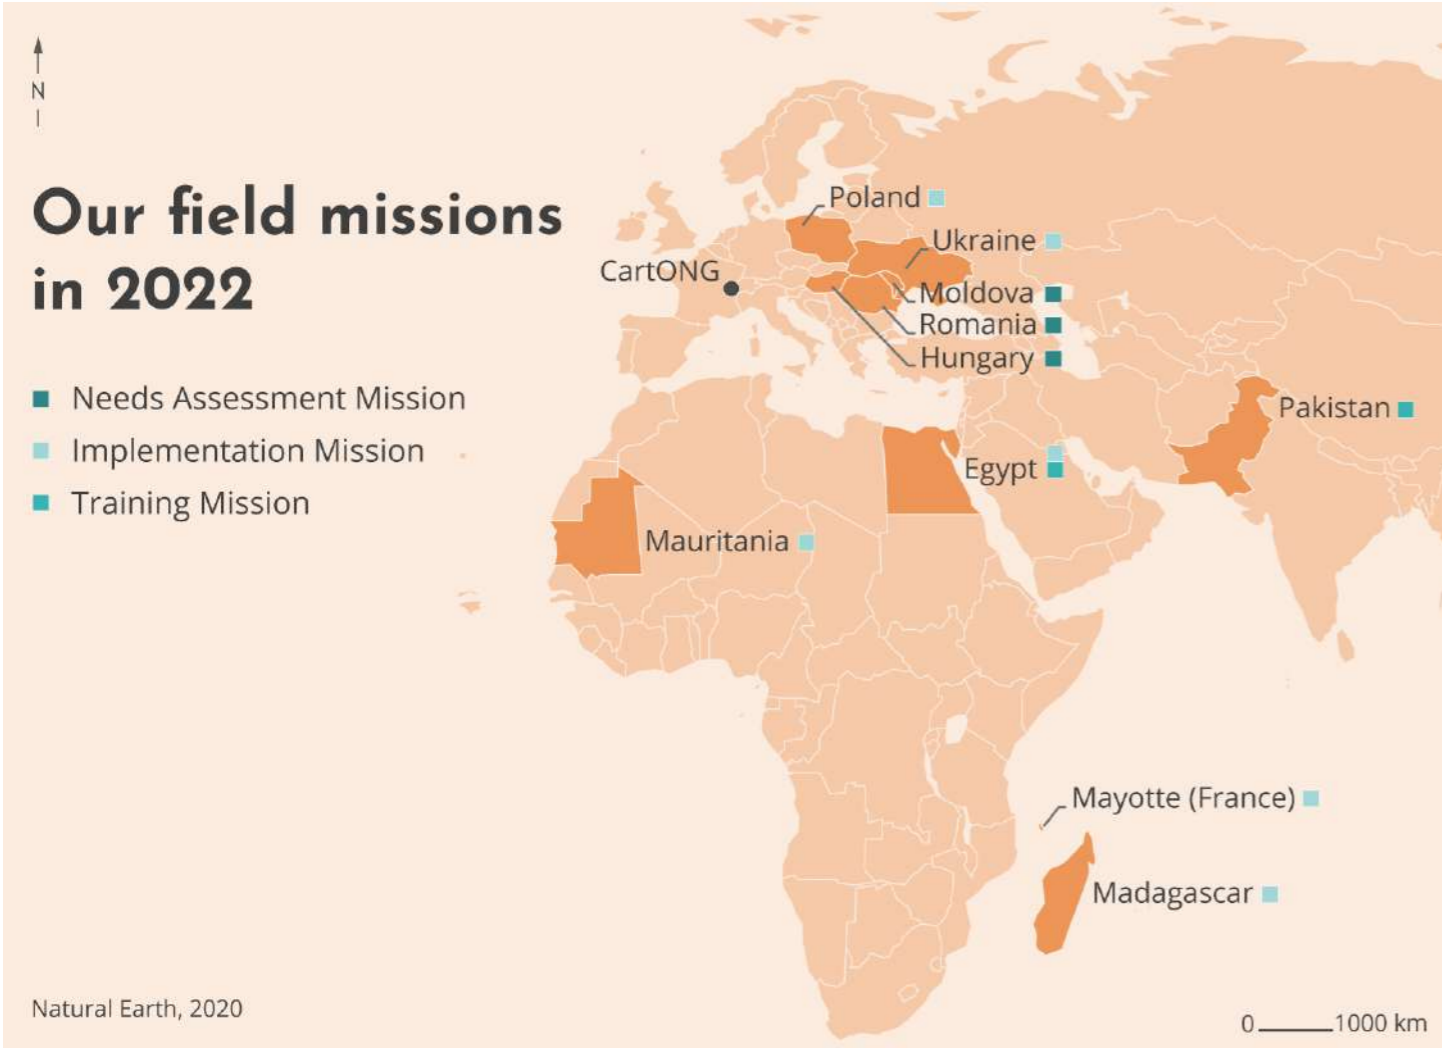 N
Our field missions
in 2022
Needs Assessment Mission
Implementation Mission
Training Mission
Poland
Ukraine
CartONG
Moldova
Romania
Hungary
Pakistan
Egypt
Mauritania
Mayotte (France)
Madagascar
Natural Earth, 2020
0 1000 km